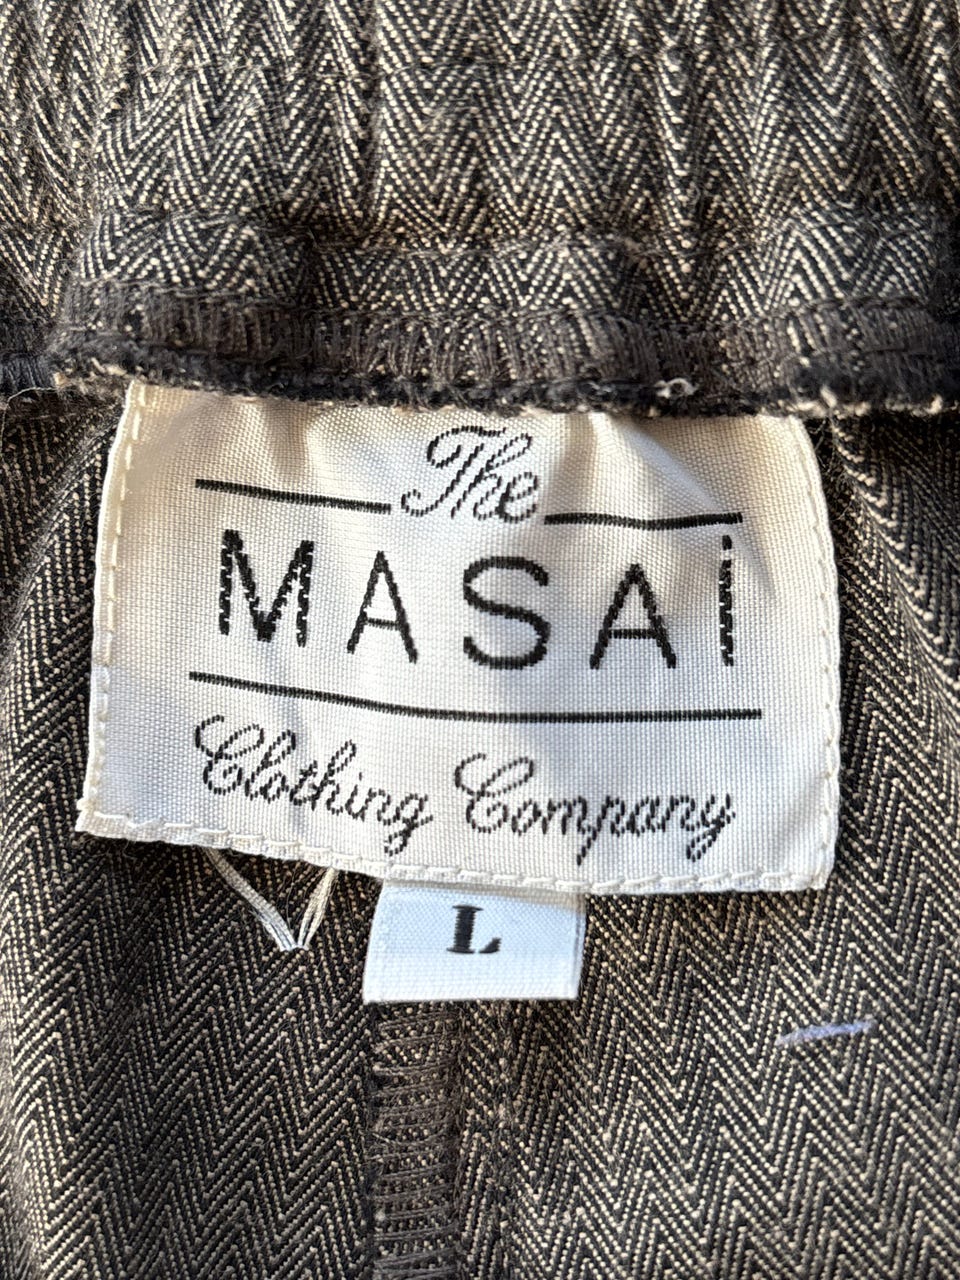 The
MASAi
Clothing Company
L